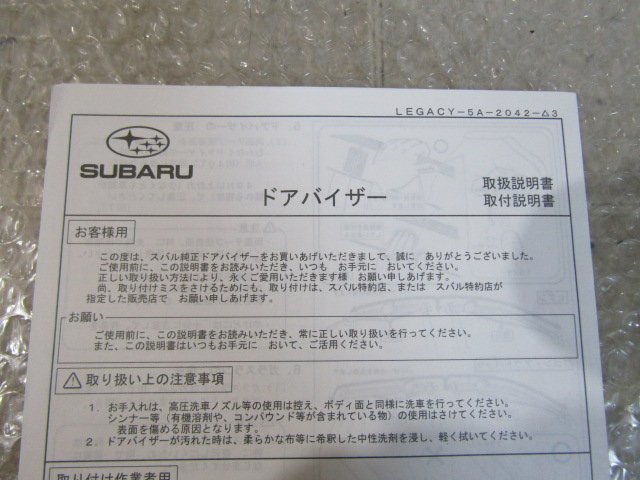 LEGACY-5A-2042-△3
SUBARU
ドアバイザー
取扱説明書
取付説明書
お客様用
この度は、スバル純正ドアバイザーをお買いあげいただきまして、誠に ありがとうございました。
ご使用前に、この説明書をお読みいただき、いつも お手元に おいてください。
正しい取り扱い方法により、永くご愛用いただきます様 お願い申しあげます。
尚、取り付けミスをさけるためにも、取り付けは、スバル特約店、または スバル特約店が
指定した販売店で お願い申しあげます。
お願い
ご使用前に、この説明書をお読みいただき、常に正しい取り扱いを行ってください。
また、この説明書はいつもお手元に おいて、ご活用ください。
取り扱い上の注意事項
1. お手入れは、高圧洗車ノズル等の使用は控え、ボディ面と同様に洗車を行ってください。
シンナー等（有機溶剤や、コンパウンド等が含まれている物）の使用はさけてください。
表面を傷める原因となります。
2. ドアバイザーが汚れた時は、柔らかな布等に希釈した中性洗剤を浸し、軽く拭いてください。
取り付け作業者用